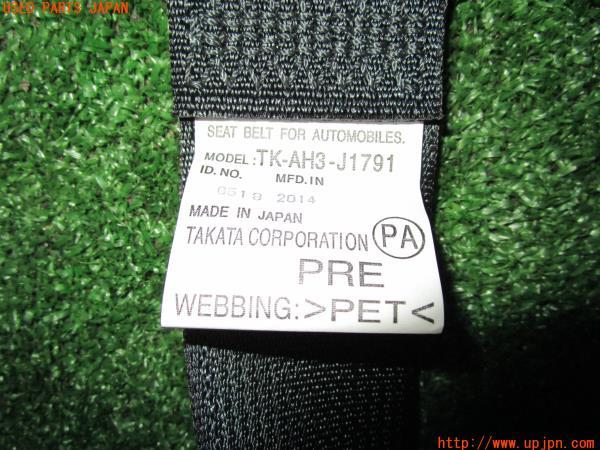 USED PARTS JAPAN
SEAT BELT FOR AUTOMOBILES.
MODEL:TK-AH3-J1791
ID.NO. MFD.IN
0518 2014
MADE IN JAPAN
TAKATA CORPORATION PA
PRE
WEBBING:>PET<
http://www.upjpn.com